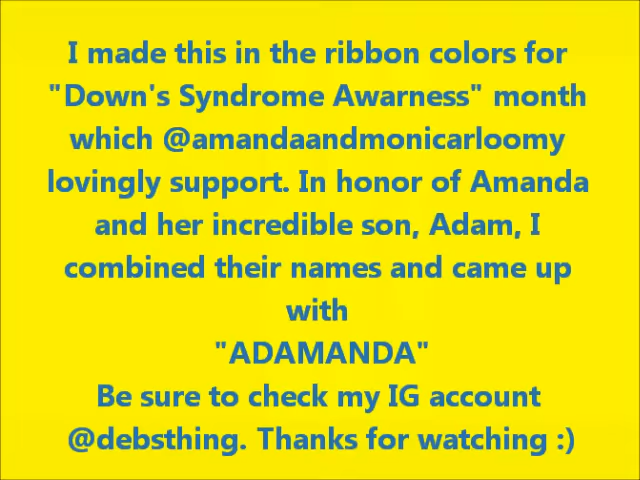 I made this in the ribbon colors for
"Down's Syndrome Awarness" month
which @amandaandmonicarloomy
lovingly support. In honor of Amanda
and her incredible son, Adam, I
combined their names and came up
with
"ADAMANDA"
Be sure to check my IG account
@debsthing. Thanks for watching :)